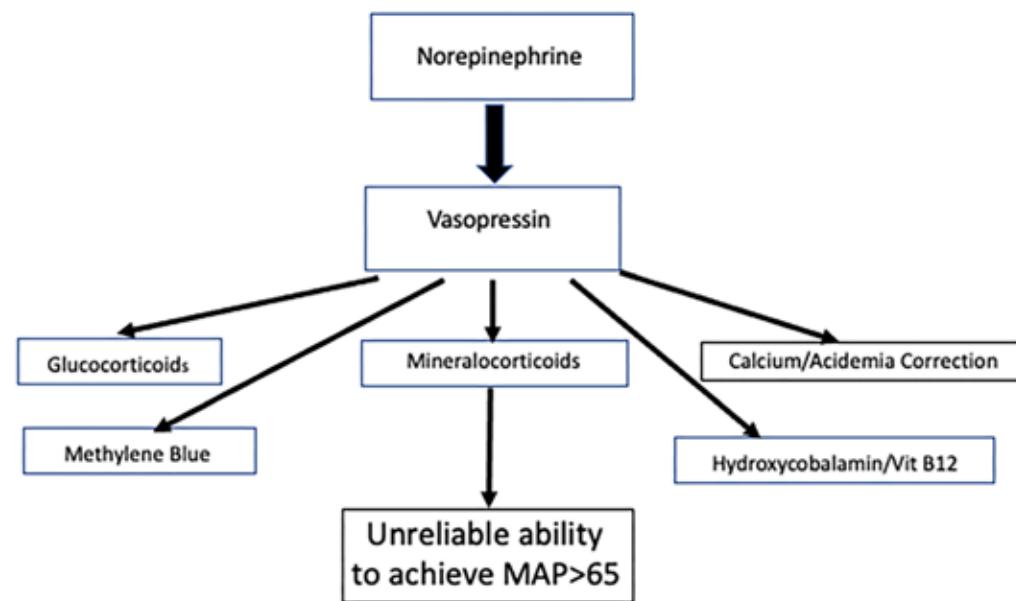 Norepinephrine
Vasopressin
Glucocorticoids
Mineralocorticoids
Calcium/Acidemia Correction
Methylene Blue
Hydroxycobalamin/Vit B12
Unreliable ability
to achieve MAP>65